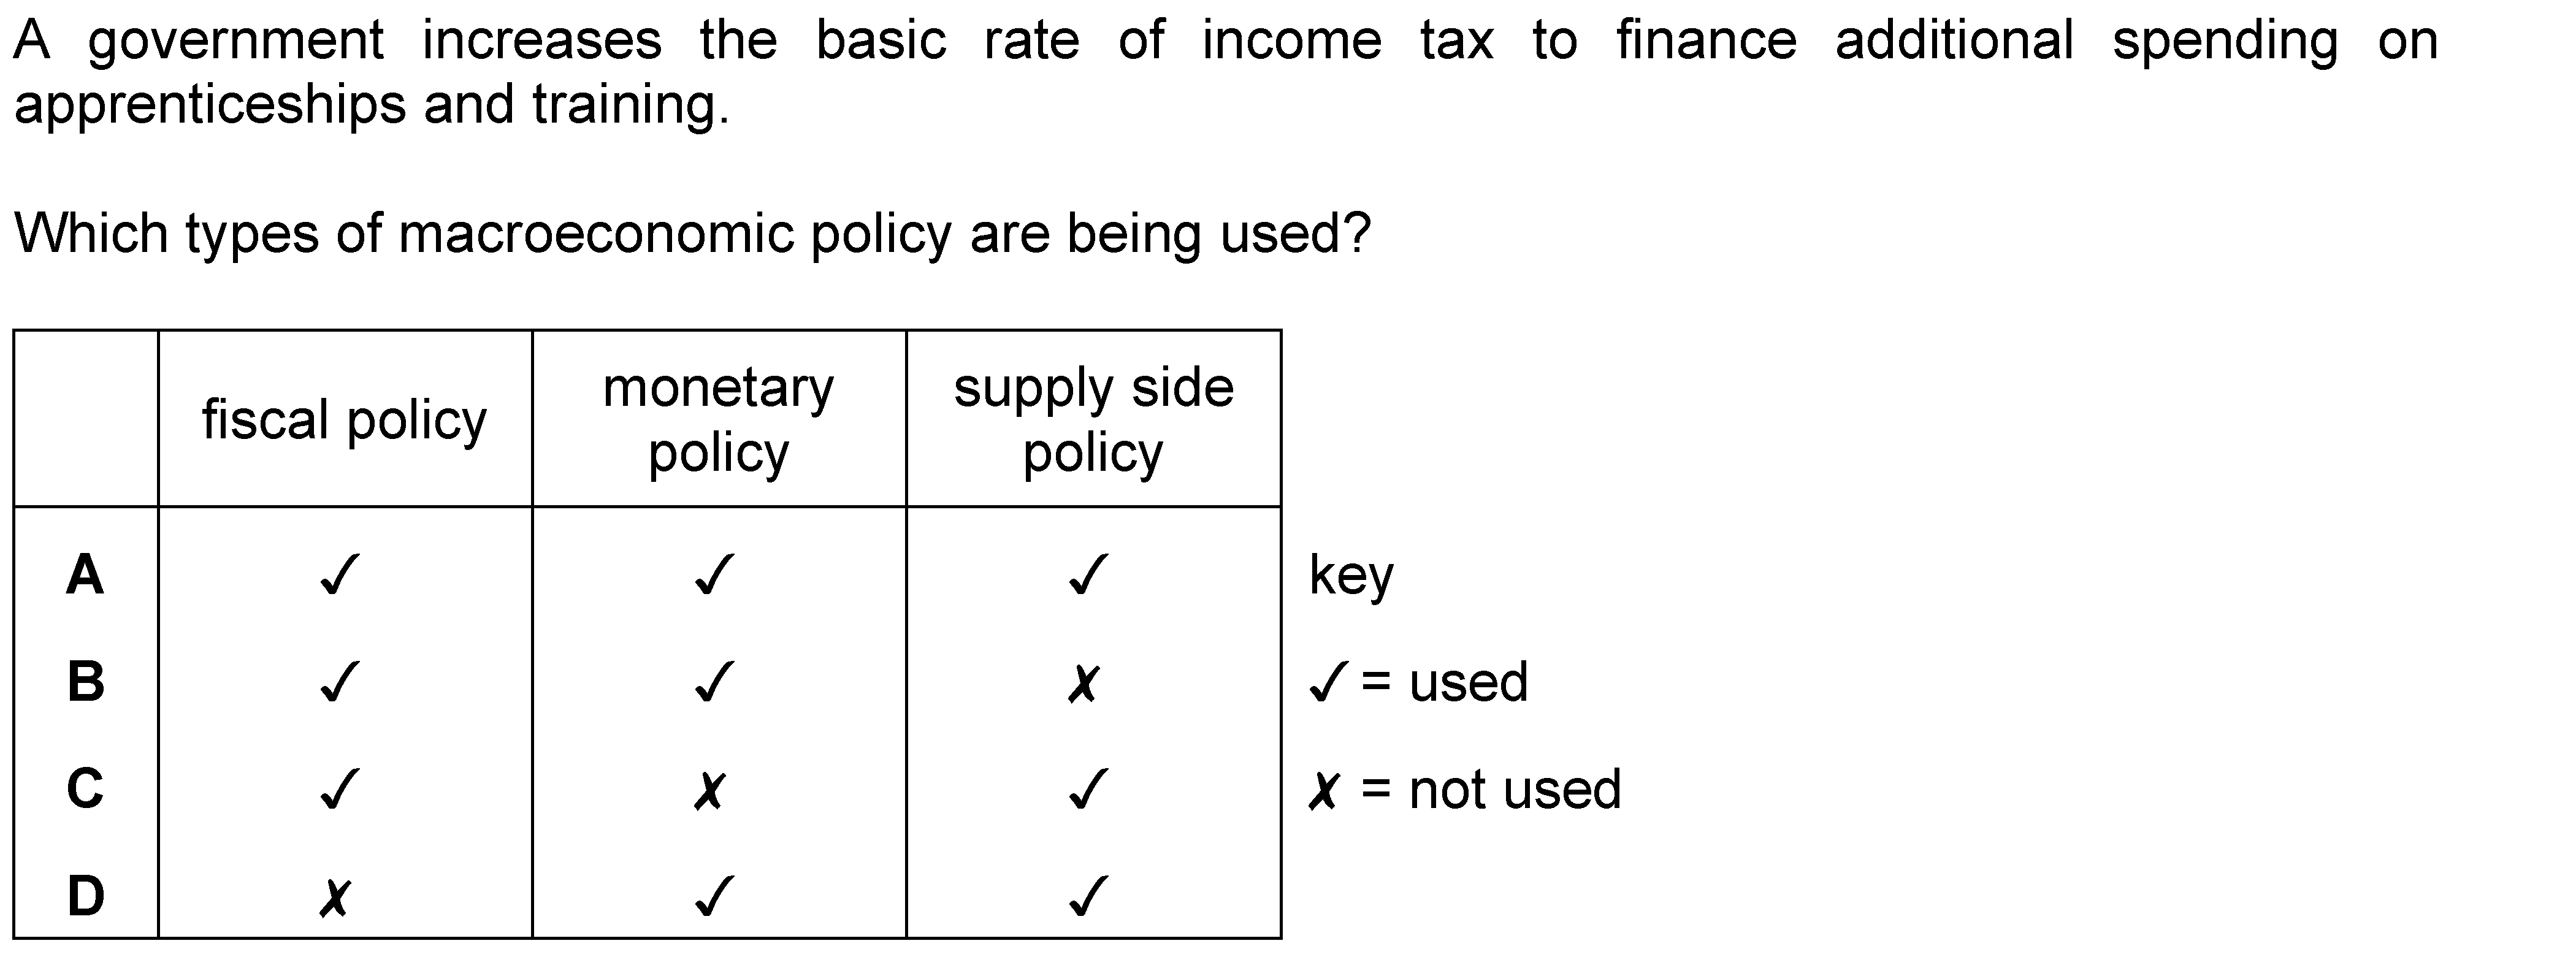 A government increases the basic rate of income tax to finance additional spending on
apprenticeships and training.
Which types of macroeconomic policy are being used?
fiscal policy
monetary
policy
supply side
policy
A ✓ ✓ ✓
key
B ✓ ✓ ✗
✓ = used
C ✓ ✗ ✓
✗ = not used
D ✗ ✓ ✓